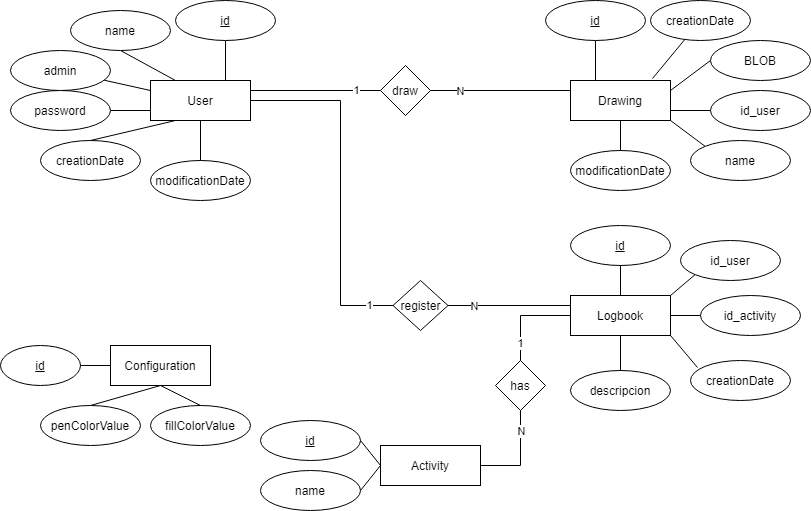 id
name
id
creationDate
admin
BLOB
User
1
draw
N
Drawing
password
id_user
creationDate
name
modificationDate
modificationDate
id
id_user
1
register
N
Logbook
id_activity
1
id
Configuration
has
creationDate
descripcion
penColorValue
fillColorValue
N
id
Activity
name